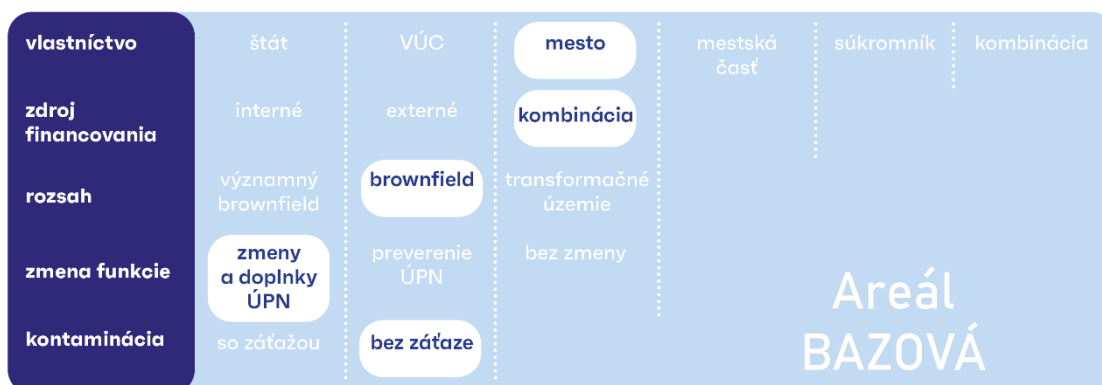 vlastníctvo štát VÚC mesto mestská časť súkromník kombinácia
zdroj financovania interné externé kombinácia
rozsah významný brownfield brownfield transformačné územie
zmena funkcie zmeny a doplnky ÚPN preverenie ÚPN bez zmeny
kontaminácia so záťažou bez záťaze
Areál
BAZOVÁ